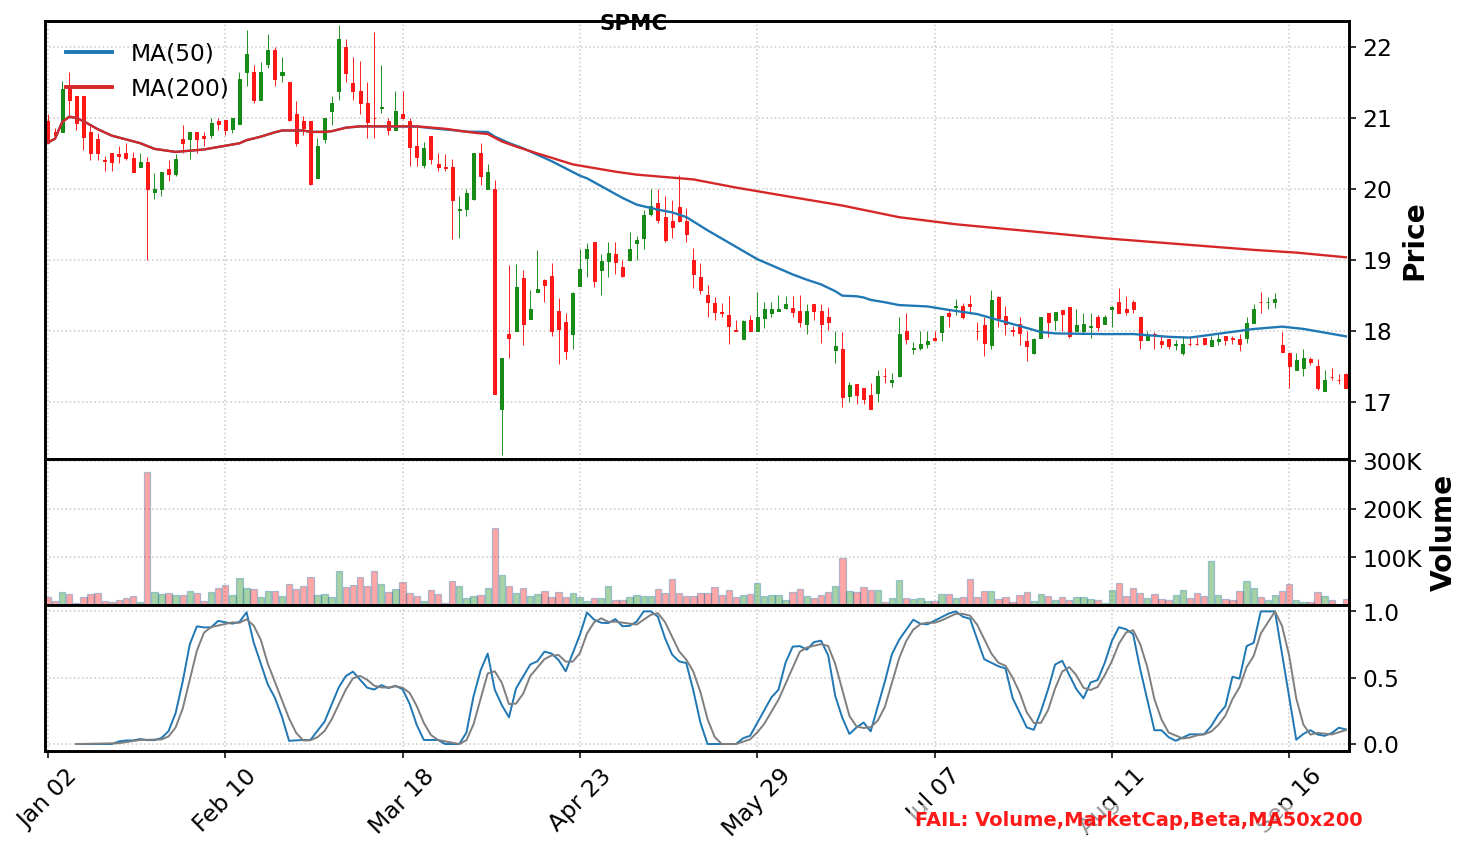 SPMC
MA(50)
MA(200)
22
21
20
19
18
17
Price
300K
200K
100K
Volume
1.0
0.5
0.0
Jan 02
Feb 10
Mar 18
Apr 23
May 29
Jul 07
Aug 11
Sep 16
FAIL: Volume,MarketCap,Beta,MA50x200